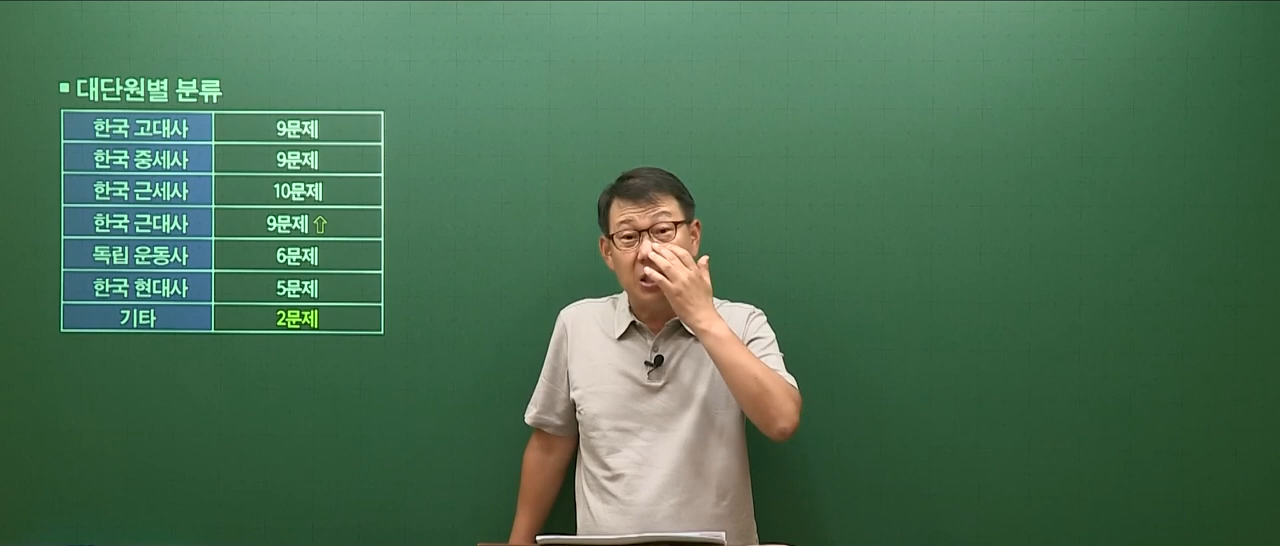 ▪ 대단원별 분류
한국 고대사 9문제
한국 중세사 9문제
한국 근세사 10문제
한국 근대사 9문제 ⇧
독립 운동사 6문제
한국 현대사 5문제
기타 2문제